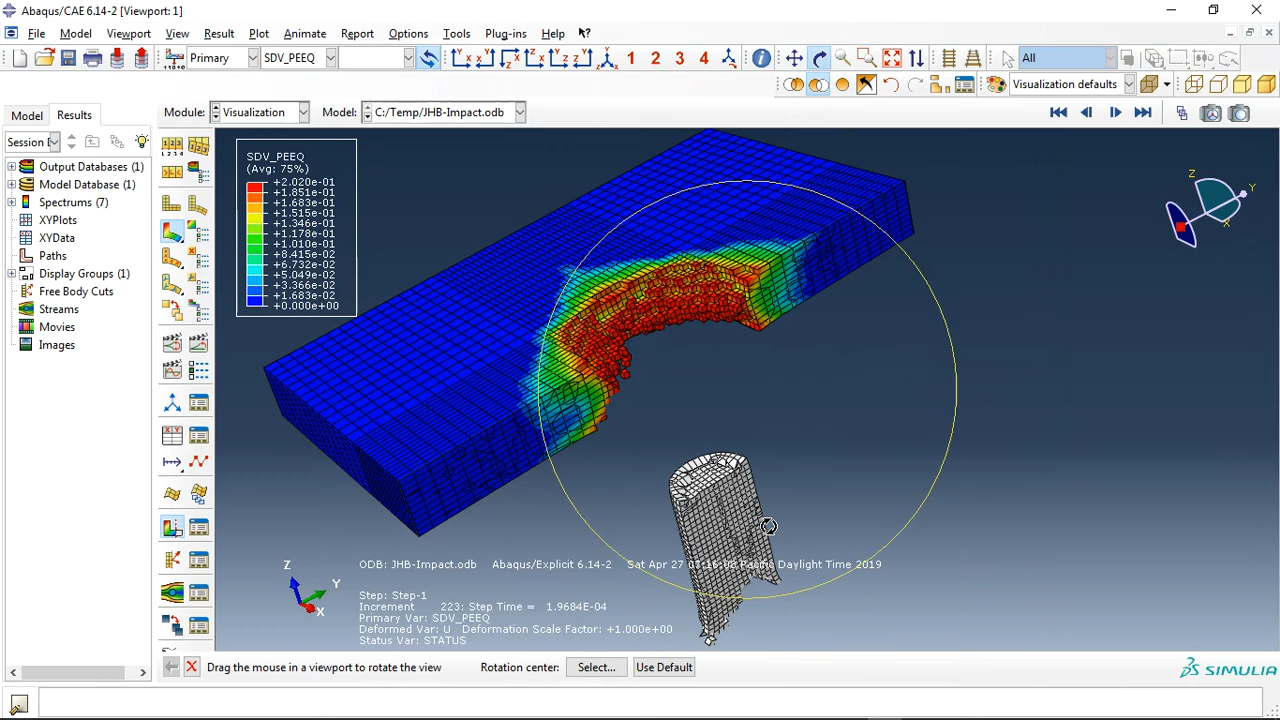 Abaqus/CAE 6.14-2 [Viewport: 1]
File Model Viewport View Result Plot Animate Report Options Tools Plug-ins Help
Primary SDV_PEEQ 1 2 3 4 All
Visualization defaults
Model Results Module: Visualization Model: C:/Temp/JHB-Impact.odb
Session D
Output Databases (1)
Model Database (1)
Spectrums (7)
XYPlots
XYData
Paths
Display Groups (1)
Free Body Cuts
Streams
Movies
Images
SDV_PEEQ
(Avg: 75%)
+2.020e-01
+1.851e-01
+1.683e-01
+1.515e-01
+1.346e-01
+1.178e-01
+1.010e-01
+8.415e-02
+6.732e-02
+5.049e-02
+3.366e-02
+1.683e-02
+0.000e+00
Z
Y
X
Z
Y
X
ODB: JHB-Impact.odb Abaqus/Explicit 6.14-2 Sat Apr 27 Pacific Daylight Time 2019
Step: Step-1
Increment 223: Step Time = 1.9684E-04
Primary Var: SDV_PEEQ
Deformed Var: U Deformation Scale Factor: +1.000e+00
Status Var: STATUS
Drag the mouse in a viewport to rotate the view Rotation center: Select... Use Default
SIMULIA